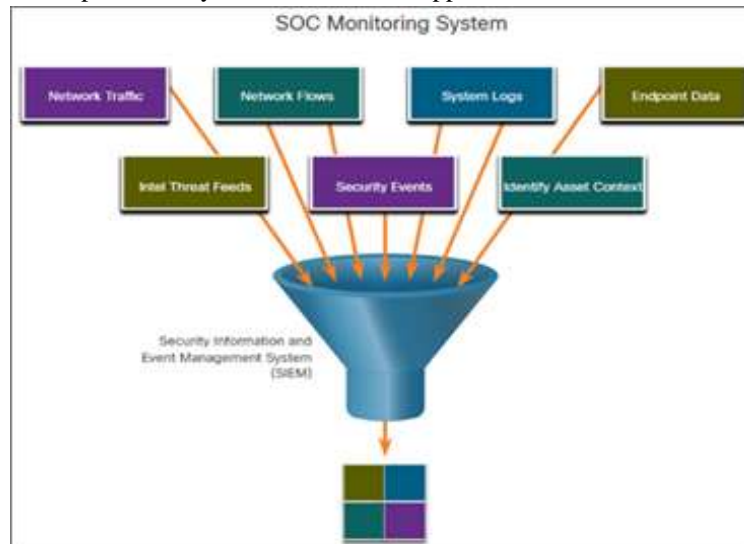 SOC Monitoring System
Network Traffic
Network Flows
System Logs
Endpoint Data
Intel Threat Feeds
Security Events
Identify Asset Context
Security Information and
Event Management System
(SIEM)